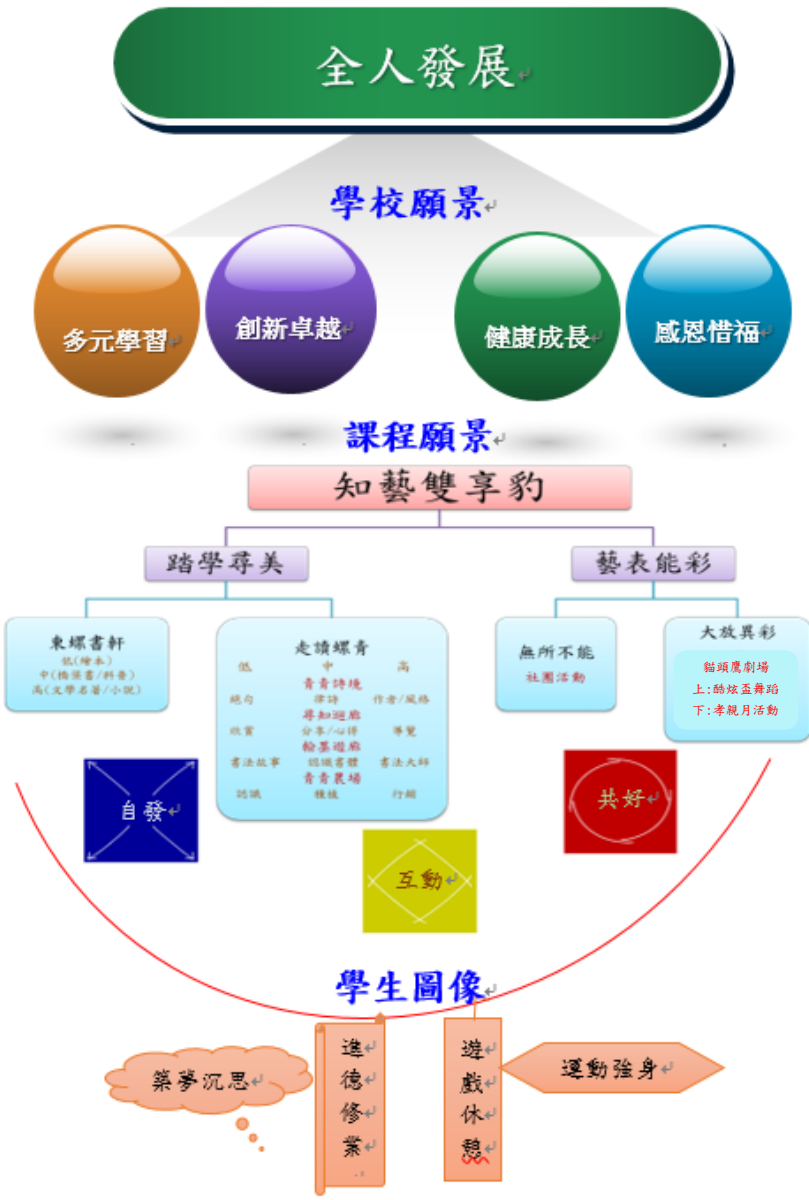 全人發展
學校願景
多元學習
創新卓越
健康成長
感恩惜福
課程願景
知藝雙享豹
踏學尋美
藝表能彩
東螺書軒
低(繪本)
中(橋梁書/科普)
高(文學名著/小說)
走讀螺青
低 中 高
青青詩境
絕句 律詩 作者/風格
尋知迴廊
欣賞 分享/心得 導覽
翰墨遊廊
書法故事 認識書體 書法大師
青青農場
認識 種植 行銷
無所不能
社團活動
大放異彩
貓頭鷹劇場
上:酷炫盃舞蹈
下:孝親月活動
自發
互動
共好
學生圖像
築夢沉思
進德修業
遊戲休憩
運動強身